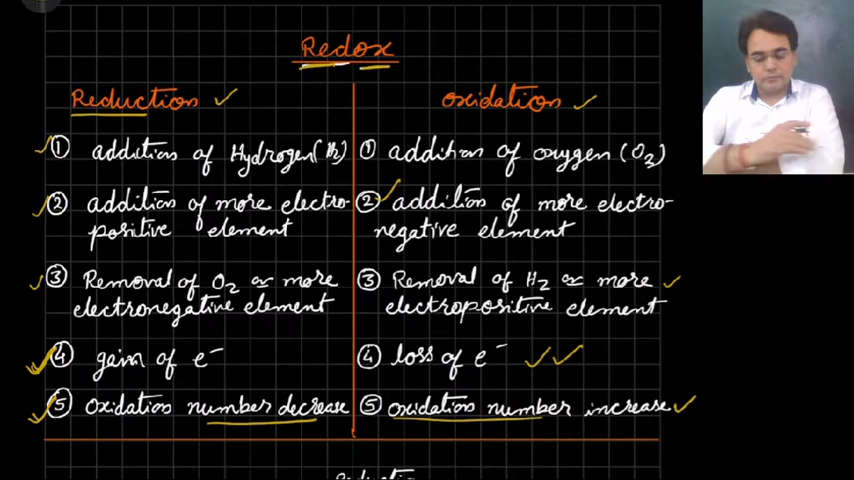 Redox
Reduction
① addition of Hydrogen (H₂)
② addition of more electro-
positive element
③ Removal of O₂ or more
electronegative element
④ gain of e⁻
⑤ oxidation number decrease
oxidation
① addition of oxygen (O₂)
② addition of more electro-
negative element
③ Removal of H₂ or more
electropositive element
④ loss of e⁻
⑤ oxidation number increase